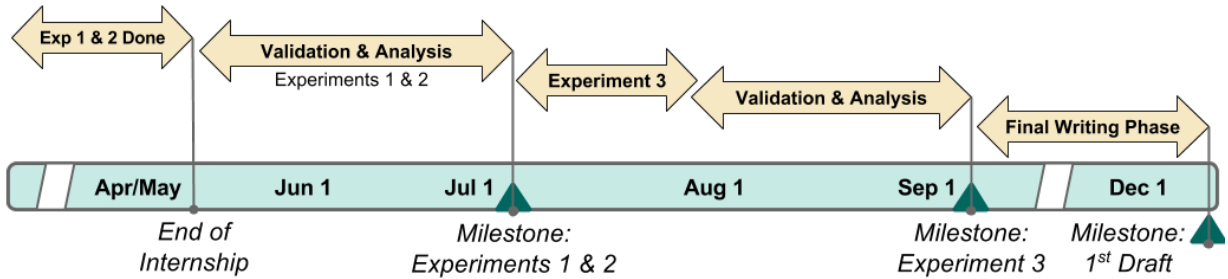 Exp 1 & 2 Done
Validation & Analysis
Experiments 1 & 2
Experiment 3
Validation & Analysis
Final Writing Phase
Apr/May
Jun 1
Jul 1
Aug 1
Sep 1
Dec 1
End of
Internship
Milestone:
Experiments 1 & 2
Milestone:
Experiment 3
Milestone:
1st Draft